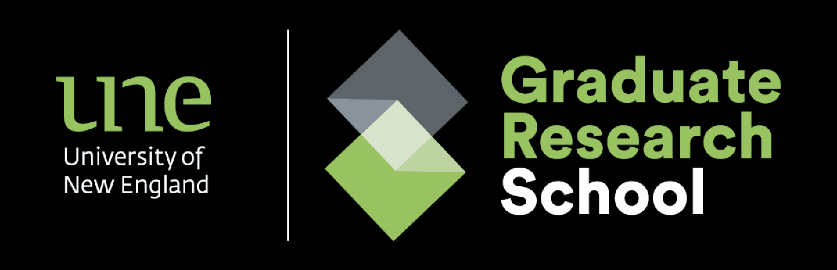 une
University of
New England
Graduate
Research
School